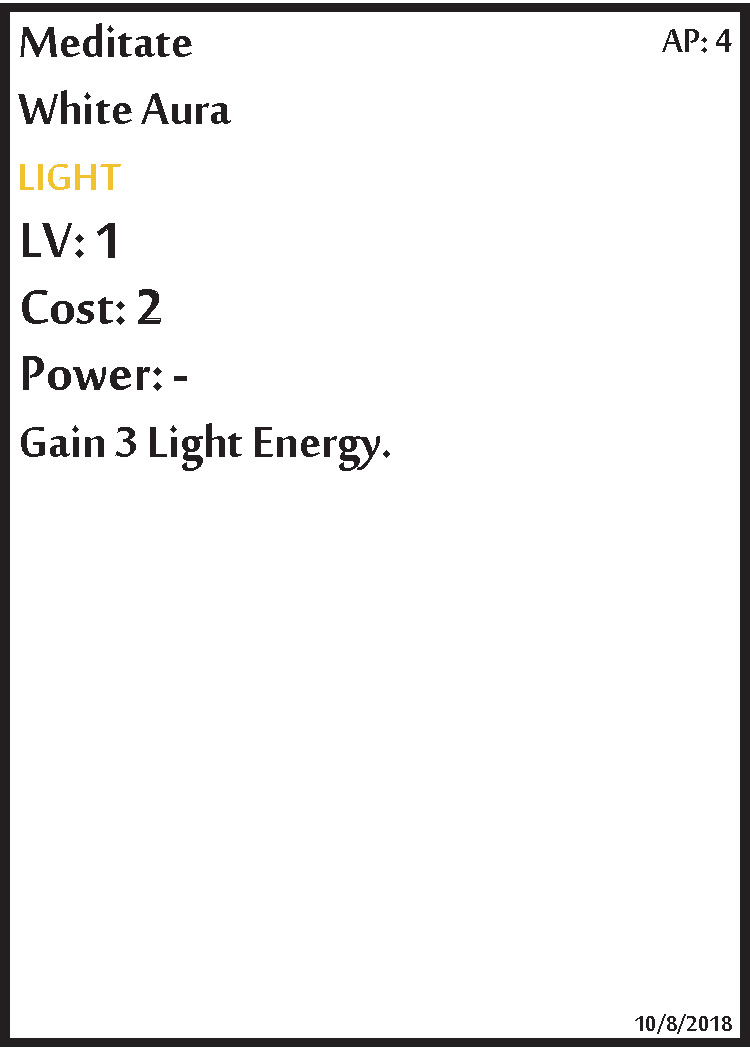 Meditate
AP: 4
White Aura
LIGHT
LV: 1
Cost: 2
Power: -
Gain 3 Light Energy.
10/8/2018